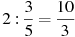 2 : 3/5 = 10/3